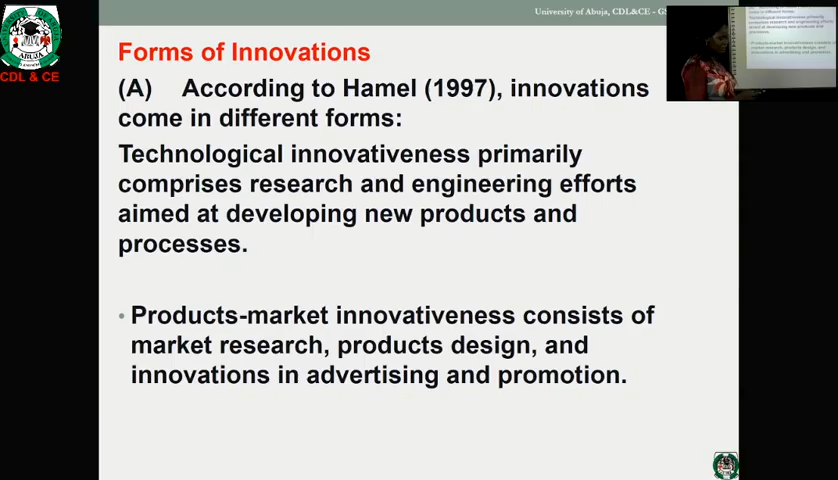 University of Abuja, CDL&CE - GS
CDL & CE
Forms of Innovations
(A) According to Hamel (1997), innovations
come in different forms:
Technological innovativeness primarily
comprises research and engineering efforts
aimed at developing new products and
processes.
• Products-market innovativeness consists of
market research, products design, and
innovations in advertising and promotion.